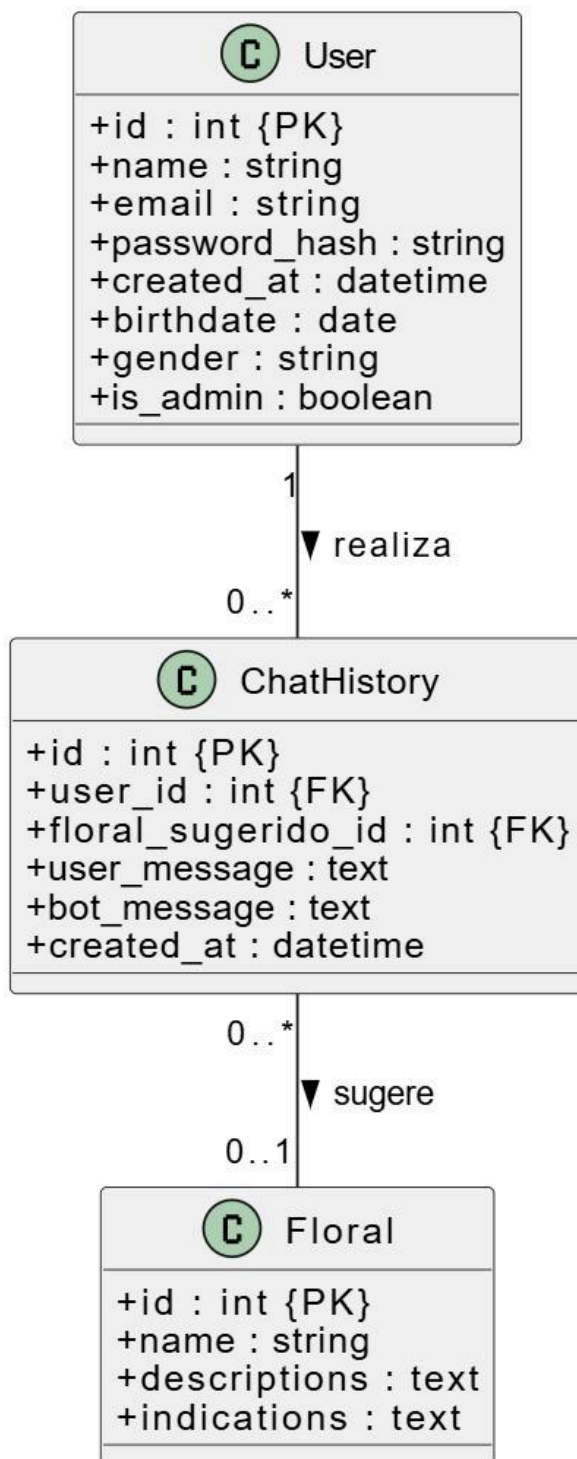 C User
+id : int {PK}
+name : string
+email : string
+password_hash : string
+created_at : datetime
+birthdate : date
+gender : string
+is_admin : boolean
1
realiza
0..*
C ChatHistory
+id : int {PK}
+user_id : int {FK}
+floral_sugerido_id : int {FK}
+user_message : text
+bot_message : text
+created_at : datetime
0..*
sugere
0..1
C Floral
+id : int {PK}
+name : string
+descriptions : text
+indications : text